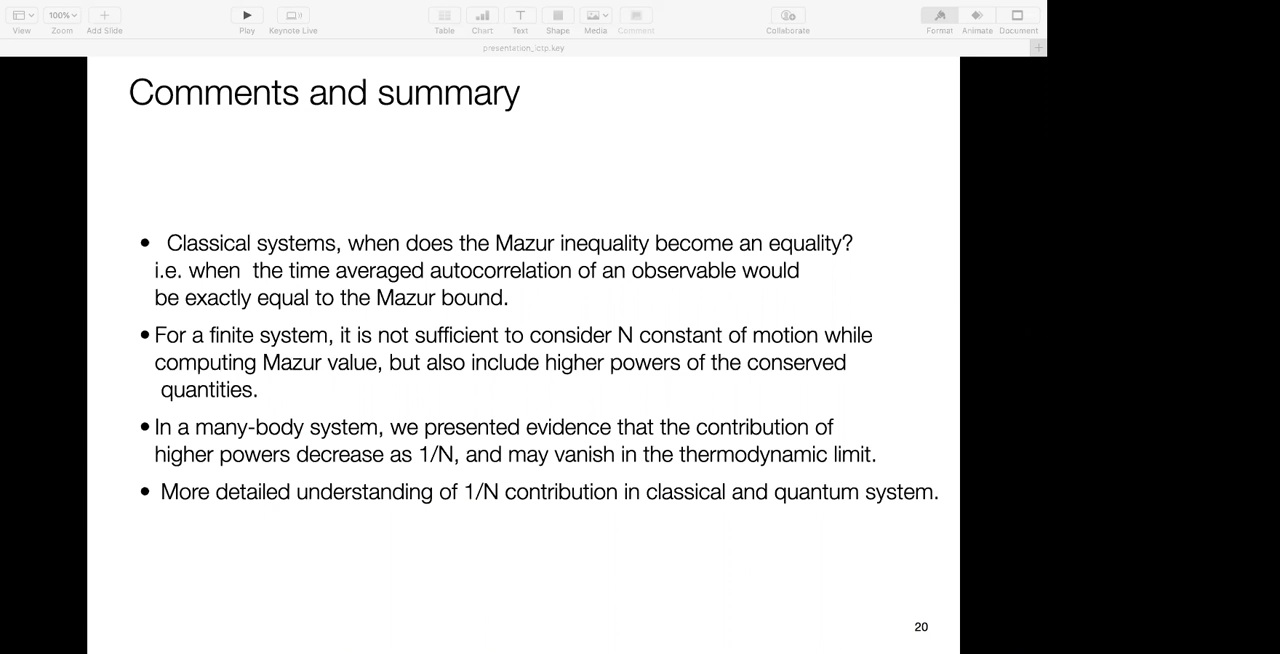 View
100%
Zoom
Add Slide
Play
Keynote Live
Table
Chart
Text
Shape
Media
Comment
Collaborate
Format
Animate
Document
presentation_ictp.key
Comments and summary
• Classical systems, when does the Mazur inequality become an equality?
i.e. when the time averaged autocorrelation of an observable would
be exactly equal to the Mazur bound.
• For a finite system, it is not sufficient to consider N constant of motion while
computing Mazur value, but also include higher powers of the conserved
quantities.
• In a many-body system, we presented evidence that the contribution of
higher powers decrease as 1/N, and may vanish in the thermodynamic limit.
• More detailed understanding of 1/N contribution in classical and quantum system.
20